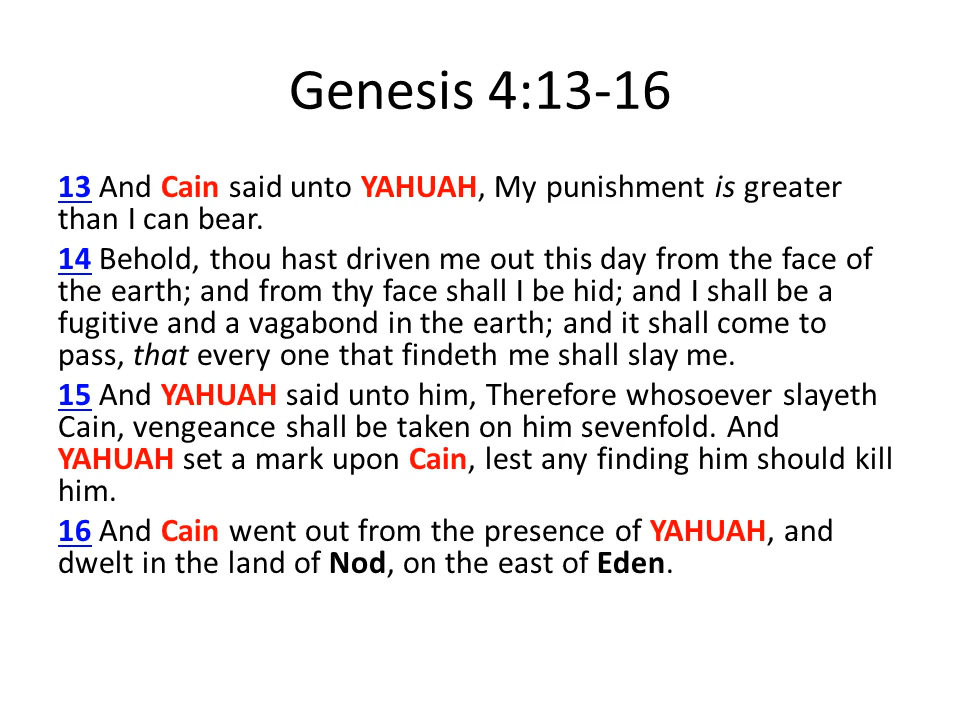 Genesis 4:13-16
13 And Cain said unto YAHUAH, My punishment is greater
than I can bear.
14 Behold, thou hast driven me out this day from the face of
the earth; and from thy face shall I be hid; and I shall be a
fugitive and a vagabond in the earth; and it shall come to
pass, that every one that findeth me shall slay me.
15 And YAHUAH said unto him, Therefore whosoever slayeth
Cain, vengeance shall be taken on him sevenfold. And
YAHUAH set a mark upon Cain, lest any finding him should kill
him.
16 And Cain went out from the presence of YAHUAH, and
dwelt in the land of Nod, on the east of Eden.